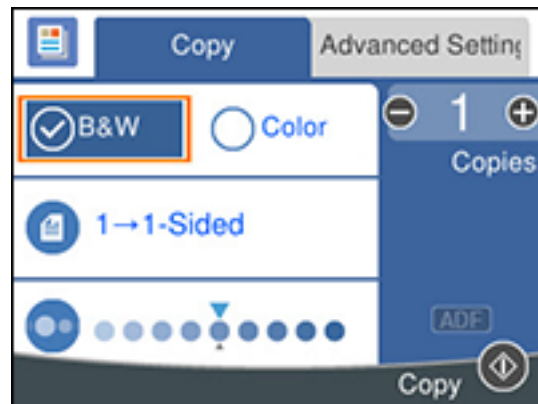 Copy
Advanced Setting
B&W
Color
1
Copies
1→1-Sided
ADF
Copy